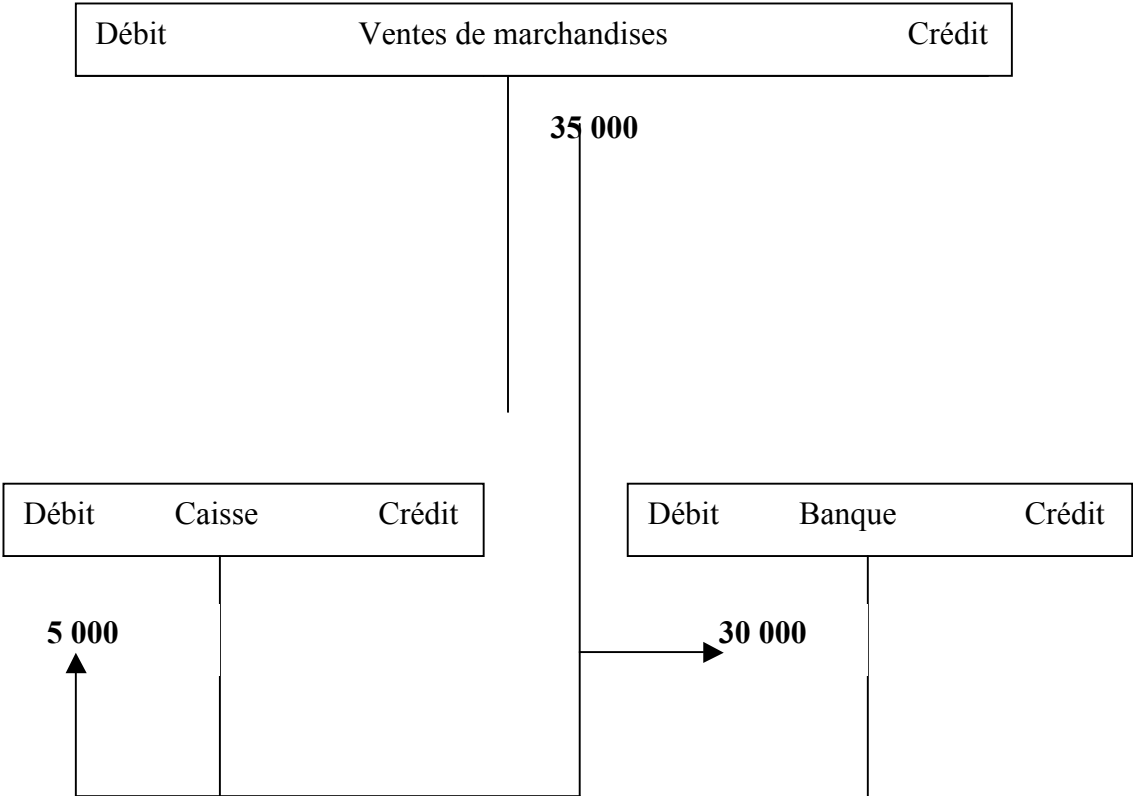 Débit Ventes de marchandises Crédit
35 000
Débit Caisse Crédit
Débit Banque Crédit
5 000
30 000